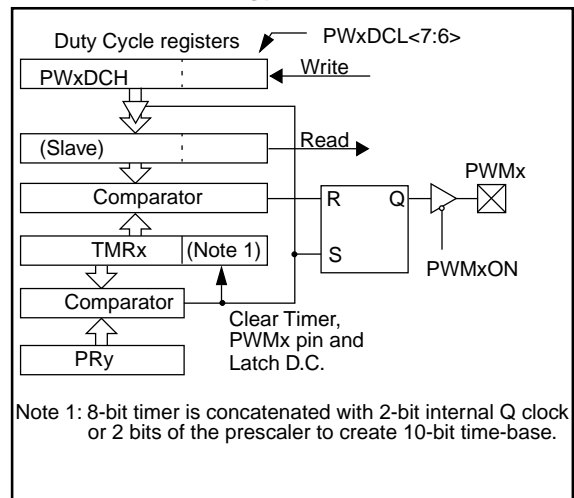 Duty Cycle registers
PWxDCL<7:6>
PWxDCH
Write
(Slave)
Read
PWMx
Comparator
R
Q
TMRx
(Note 1)
S
PWMxON
Comparator
Clear Timer,
PWMx pin and
Latch D.C.
PRy
Note 1: 8-bit timer is concatenated with 2-bit internal Q clock
or 2 bits of the prescaler to create 10-bit time-base.